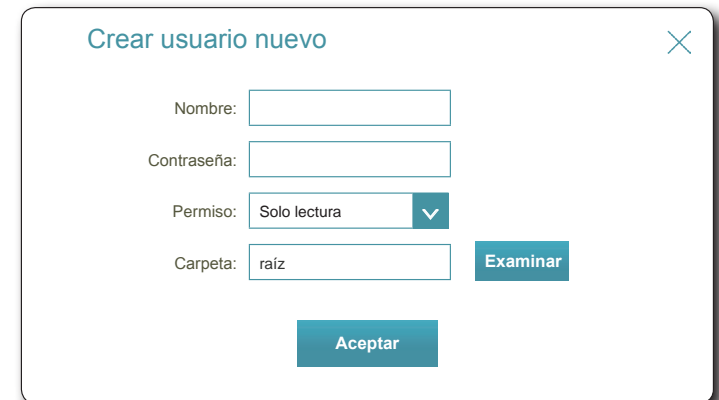 Crear usuario nuevo
Nombre:
Contraseña:
Permiso: Solo lectura
Carpeta: raíz Examinar
Aceptar